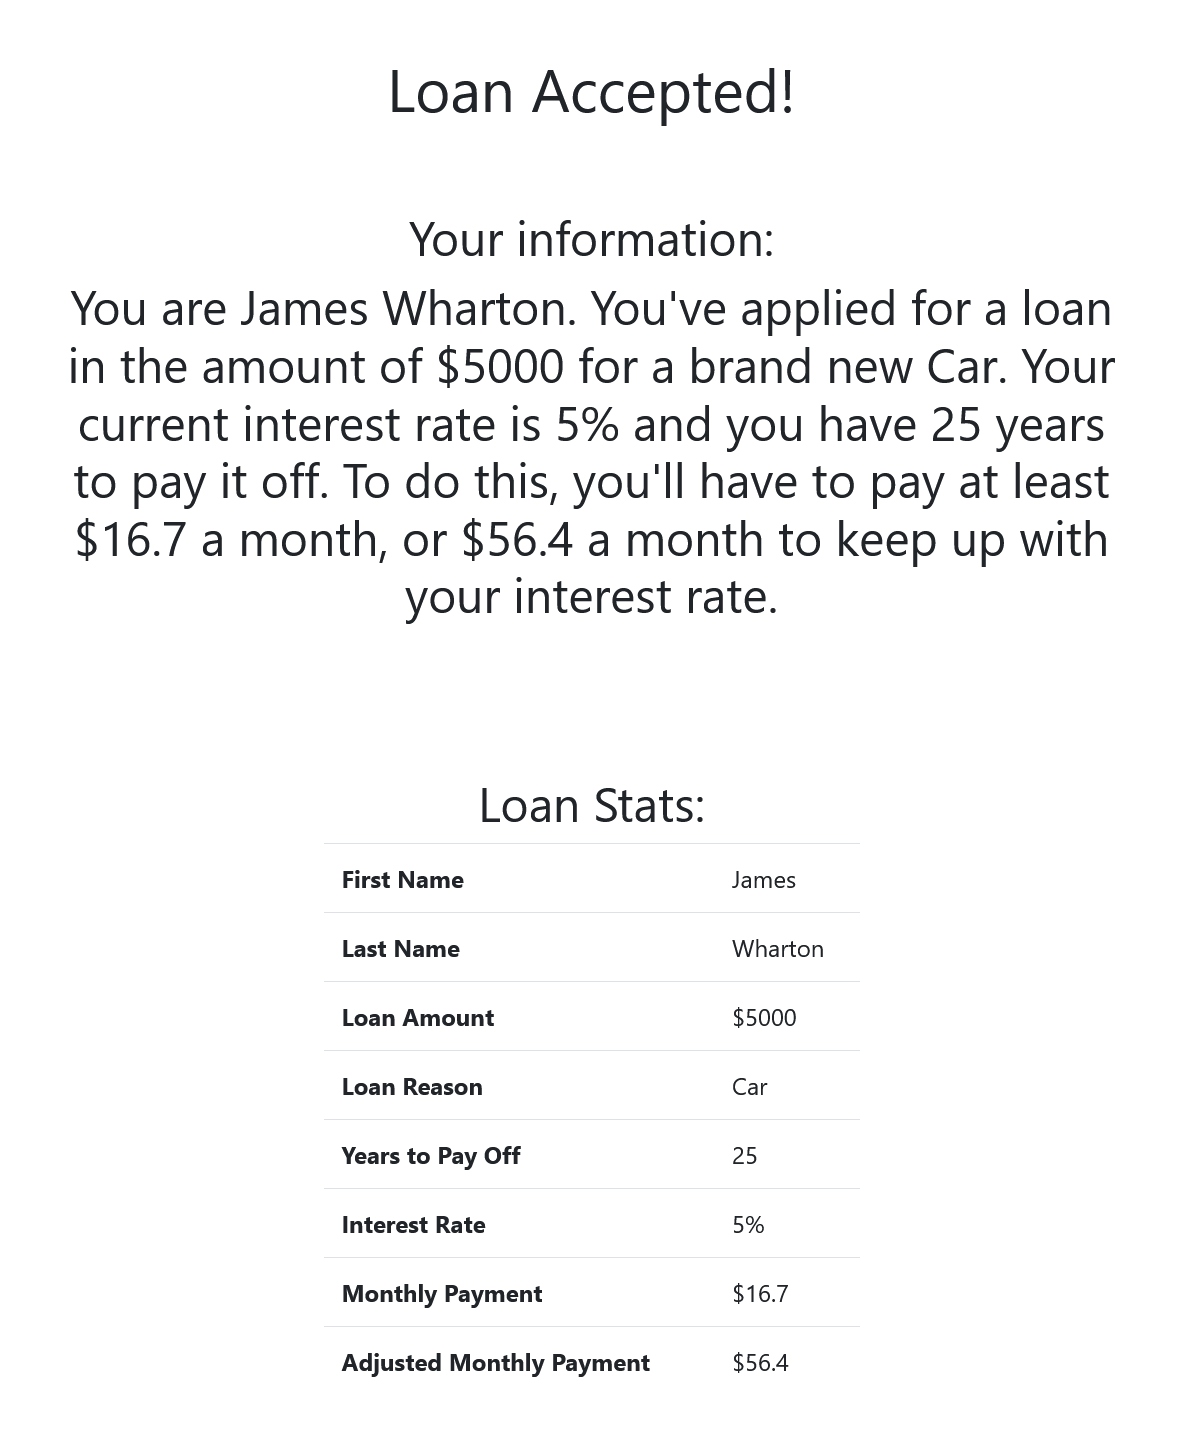 Loan Accepted!
Your information:
You are James Wharton. You've applied for a loan
in the amount of $5000 for a brand new Car. Your
current interest rate is 5% and you have 25 years
to pay it off. To do this, you'll have to pay at least
$16.7 a month, or $56.4 a month to keep up with
your interest rate.
Loan Stats:
First Name James
Last Name Wharton
Loan Amount $5000
Loan Reason Car
Years to Pay Off 25
Interest Rate 5%
Monthly Payment $16.7
Adjusted Monthly Payment $56.4